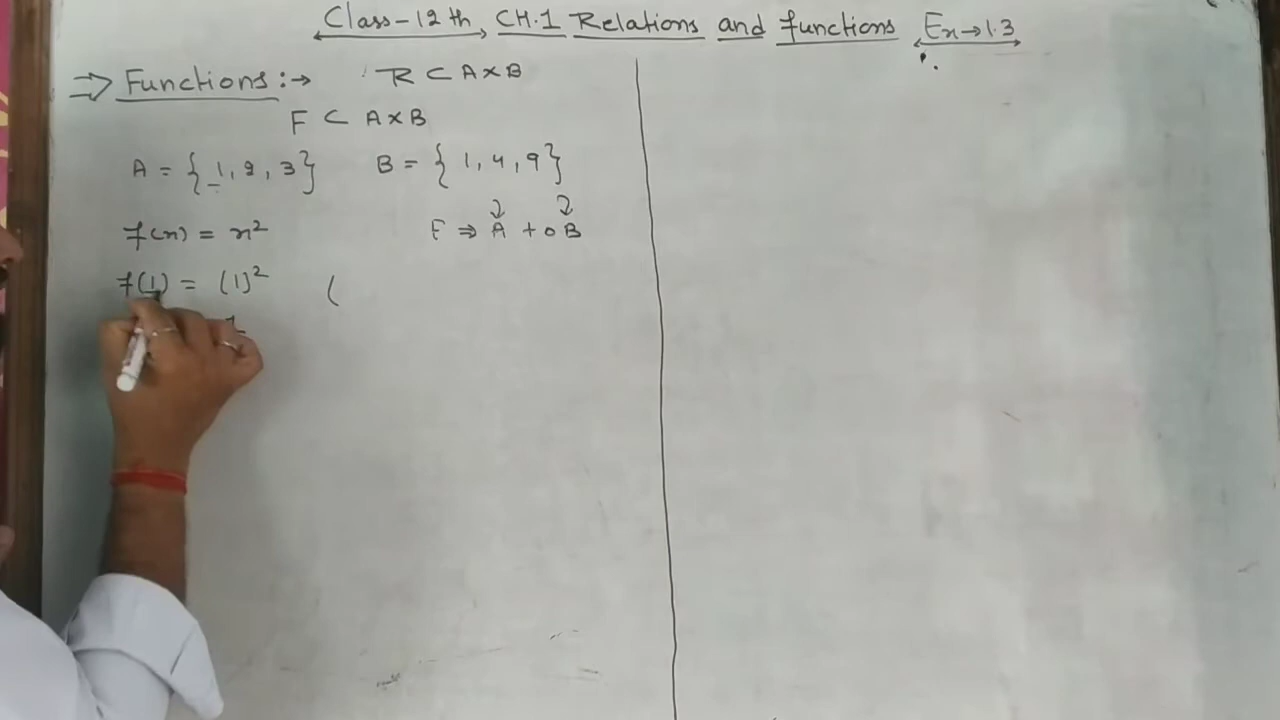 Class-12th CH.1 Relations and functions Ex→1.3
⇒ Functions :→ R ⊂ A×B
F ⊂ A×B
A = {1, 2, 3} B = {1, 4, 9}
f(x) = x² F ⇒ A to B
f(1) = (1)² (
1